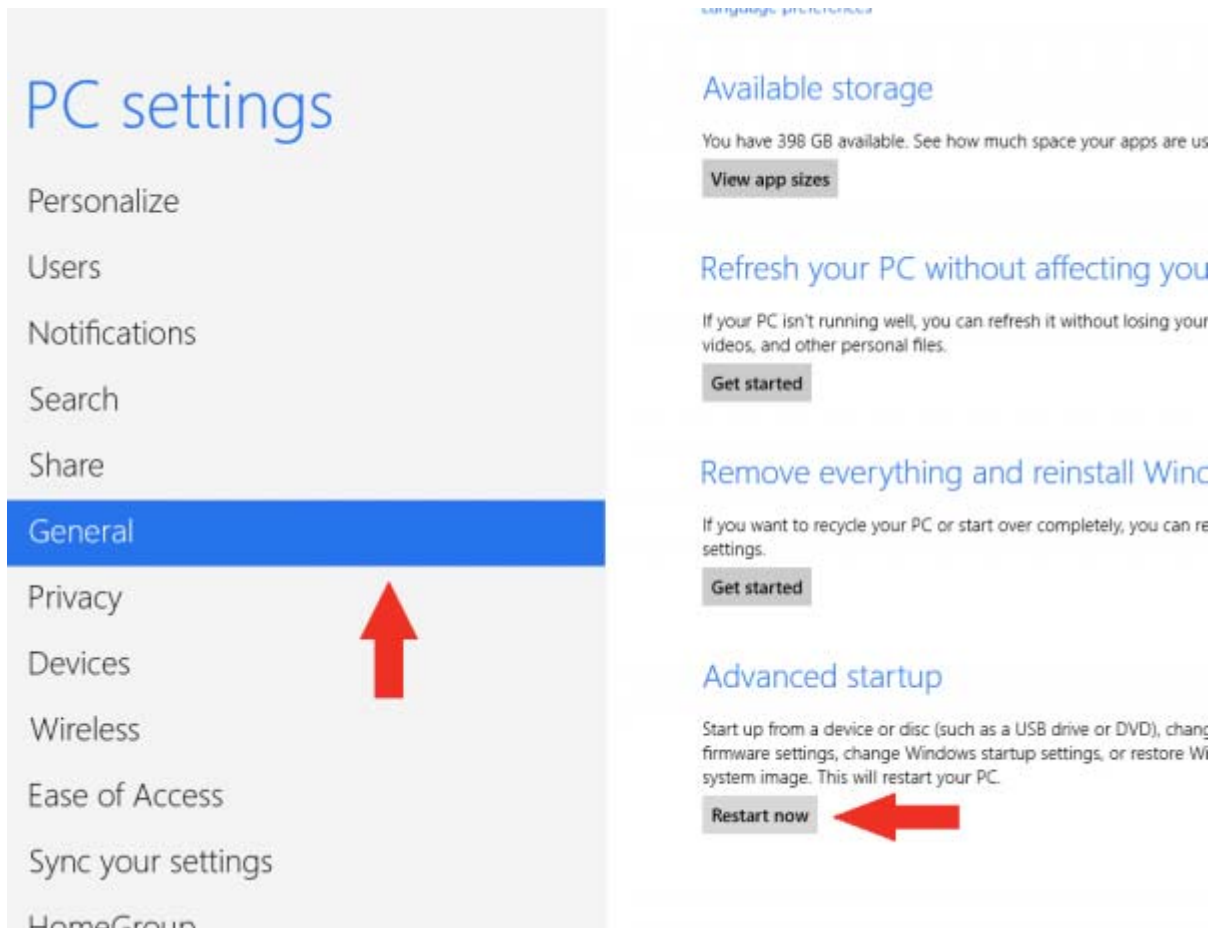 PC settings
Personalize
Users
Notifications
Search
Share
General
Privacy
Devices
Wireless
Ease of Access
Sync your settings
HomeGroup
Language preferences
Available storage
You have 398 GB available. See how much space your apps are us
View app sizes
Refresh your PC without affecting you
If your PC isn't running well, you can refresh it without losing your
videos, and other personal files.
Get started
Remove everything and reinstall Wind
If you want to recycle your PC or start over completely, you can re
settings.
Get started
Advanced startup
Start up from a device or disc (such as a USB drive or DVD), chang
firmware settings, change Windows startup settings, or restore Wi
system image. This will restart your PC.
Restart now